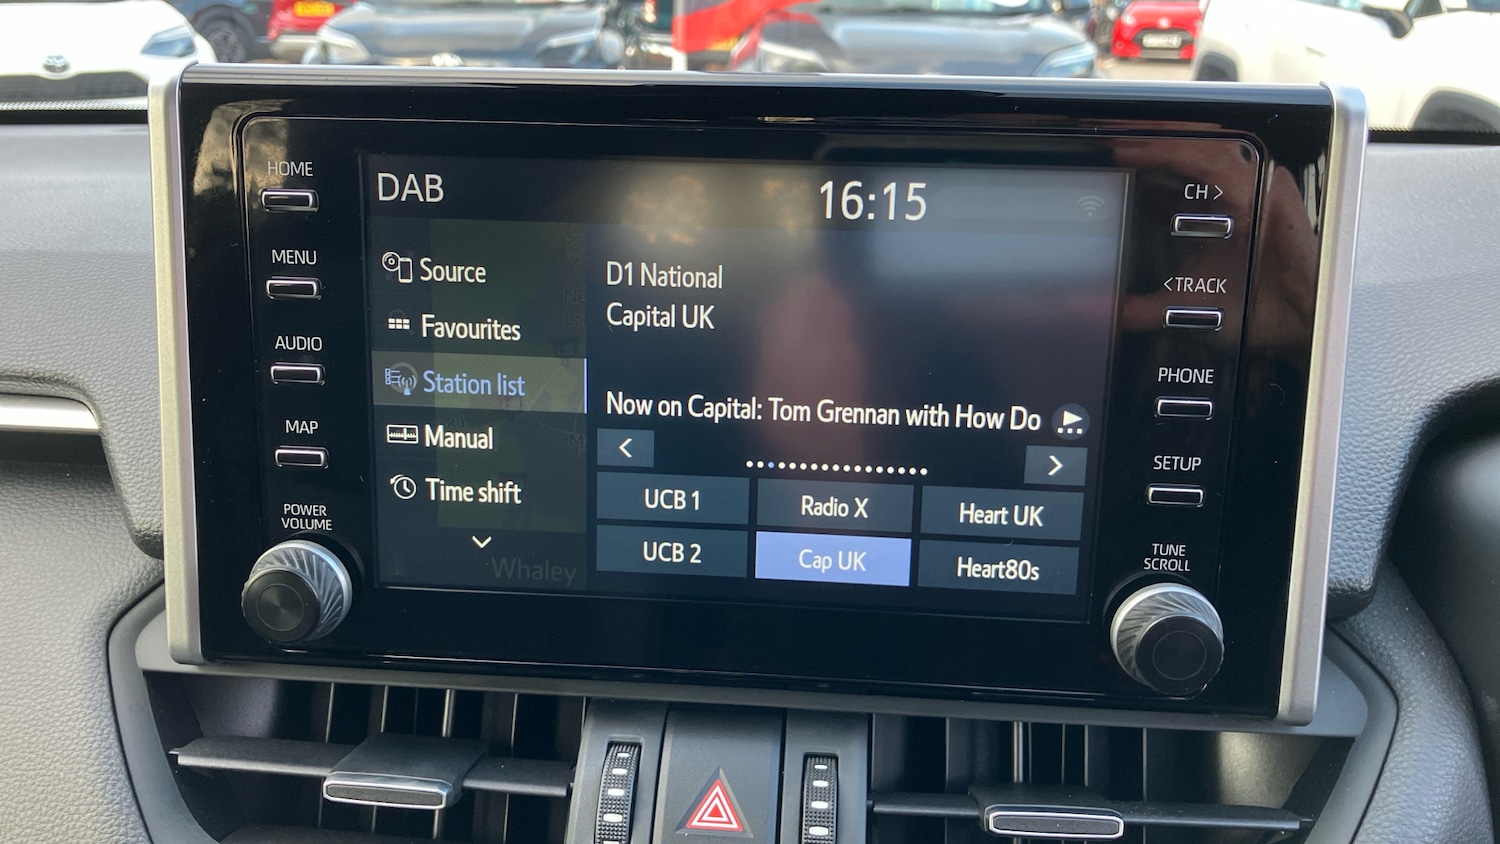 HOME
MENU
AUDIO
MAP
POWER
VOLUME
DAB
16:15
Source
Favourites
Station list
Manual
Time shift
Whaley
D1 National
Capital UK
Now on Capital: Tom Grennan with How Do
UCB 1
Radio X
Heart UK
UCB 2
Cap UK
Heart80s
CH >
<TRACK
PHONE
SETUP
TUNE
SCROLL